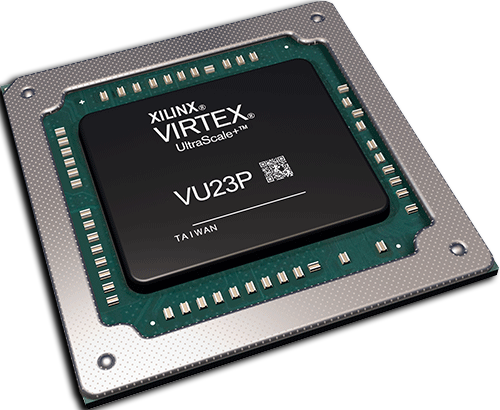 XILINX®
VIRTEX®
UltraScale+™
VU23P
TAIWAN